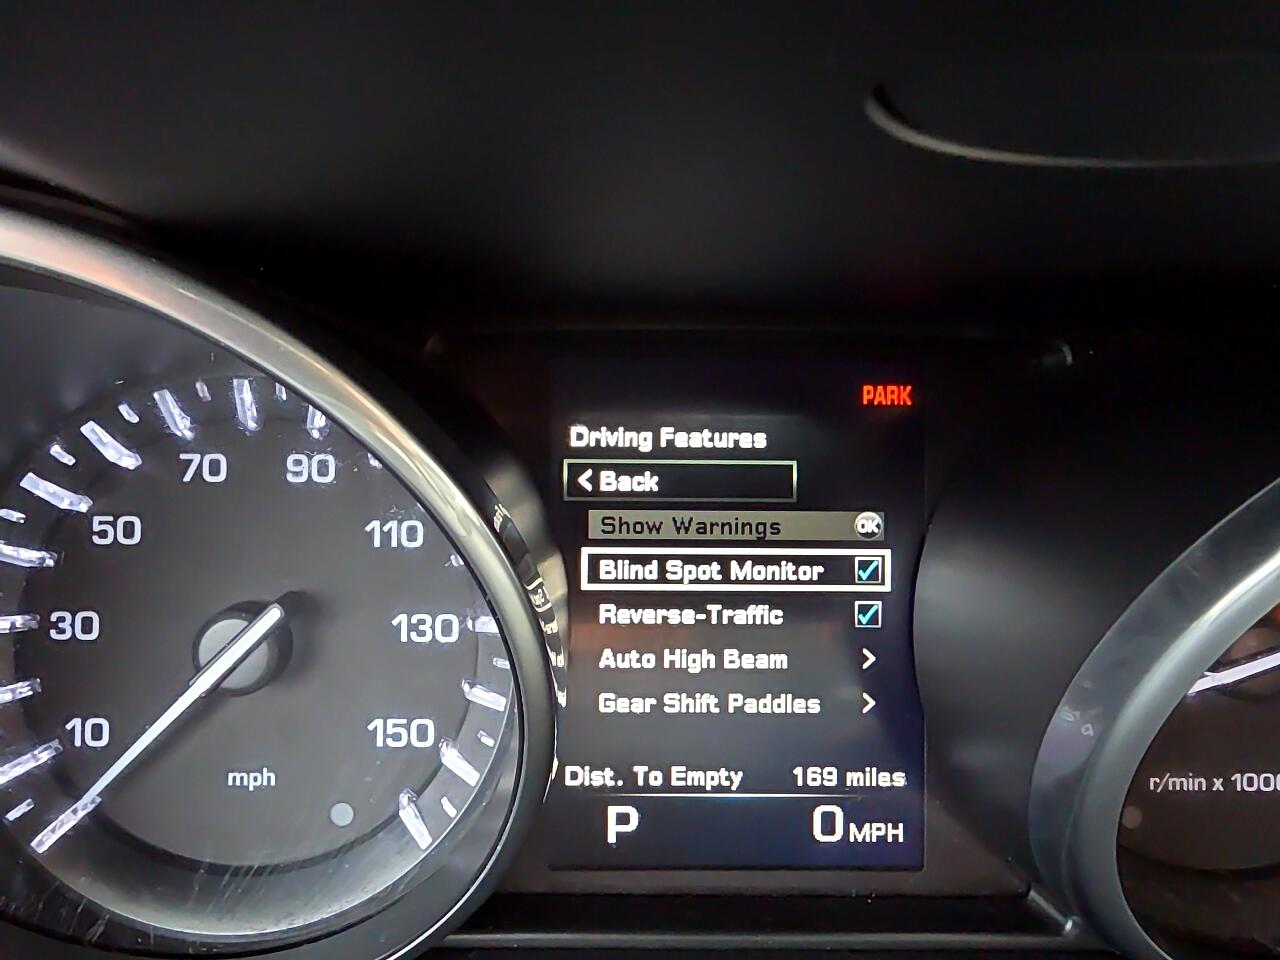 PARK
Driving Features
< Back
Show Warnings OK
Blind Spot Monitor
Reverse-Traffic
Auto High Beam >
Gear Shift Paddles >
Dist. To Empty 169 miles
P 0 MPH
70 90
50 110
30 130
10 150
mph
r/min x 1000